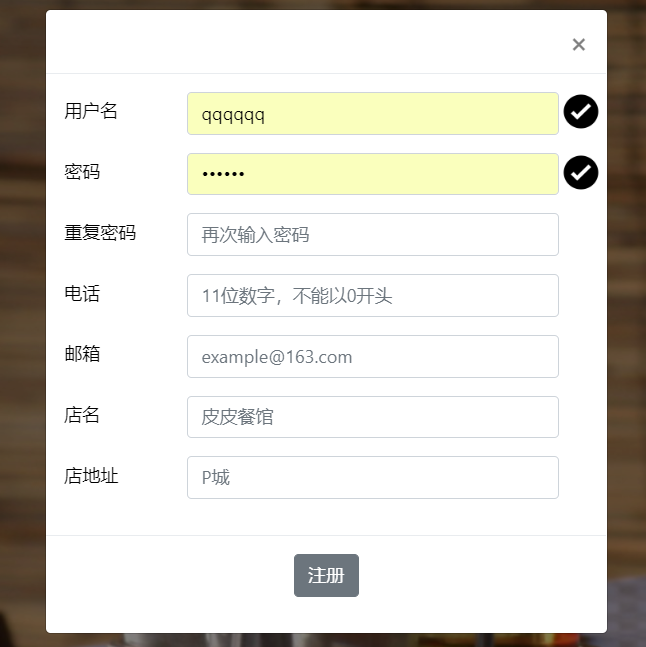 ×
用户名
qqqqqq
密码
••••••
重复密码
再次输入密码
电话
11位数字，不能以0开头
邮箱
example@163.com
店名
皮皮餐馆
店地址
P城
注册